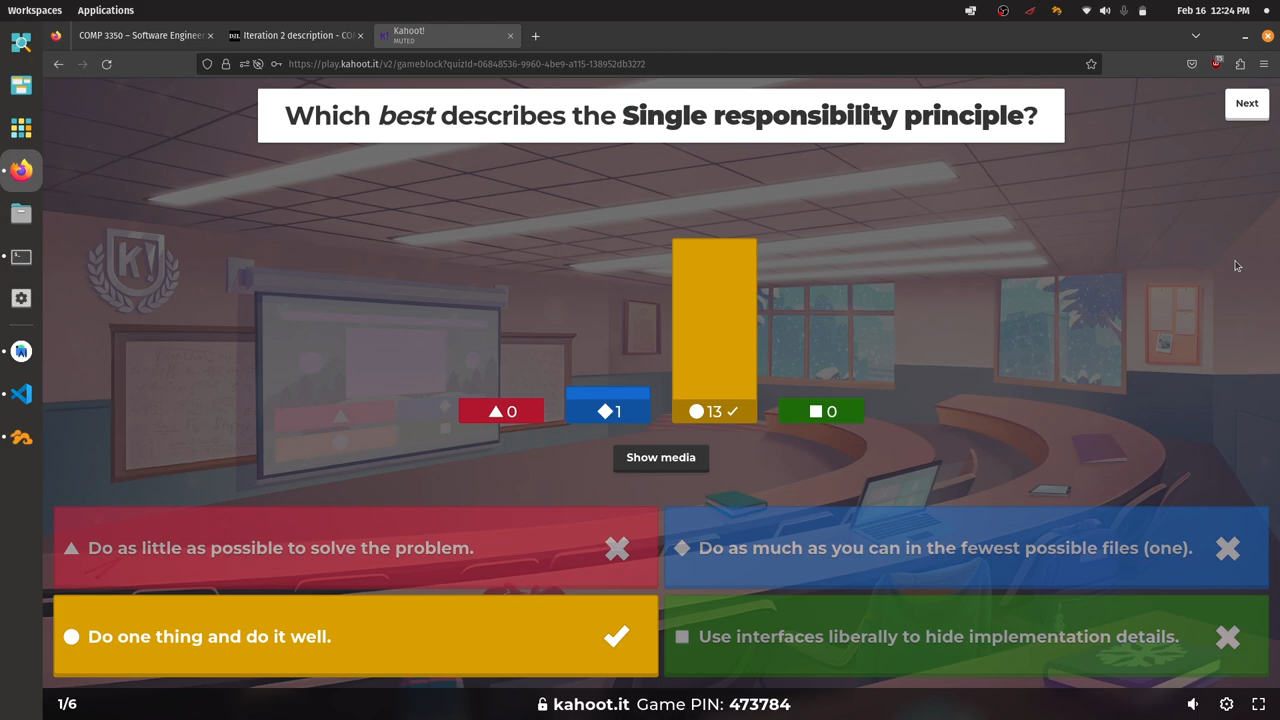 Workspaces Applications Feb 16 12:24 PM
COMP 3350 – Software Engineer Iteration 2 description - CO Kahoot!
MUTED
https://play.kahoot.it/v2/gameblock?quizId=06848536-9960-4be9-a115-138952db3272
Which best describes the Single responsibility principle?
Next
K!
0 1 13 0
Show media
Do as little as possible to solve the problem.
Do as much as you can in the fewest possible files (one).
Do one thing and do it well.
Use interfaces liberally to hide implementation details.
1/6 kahoot.it Game PIN: 473784